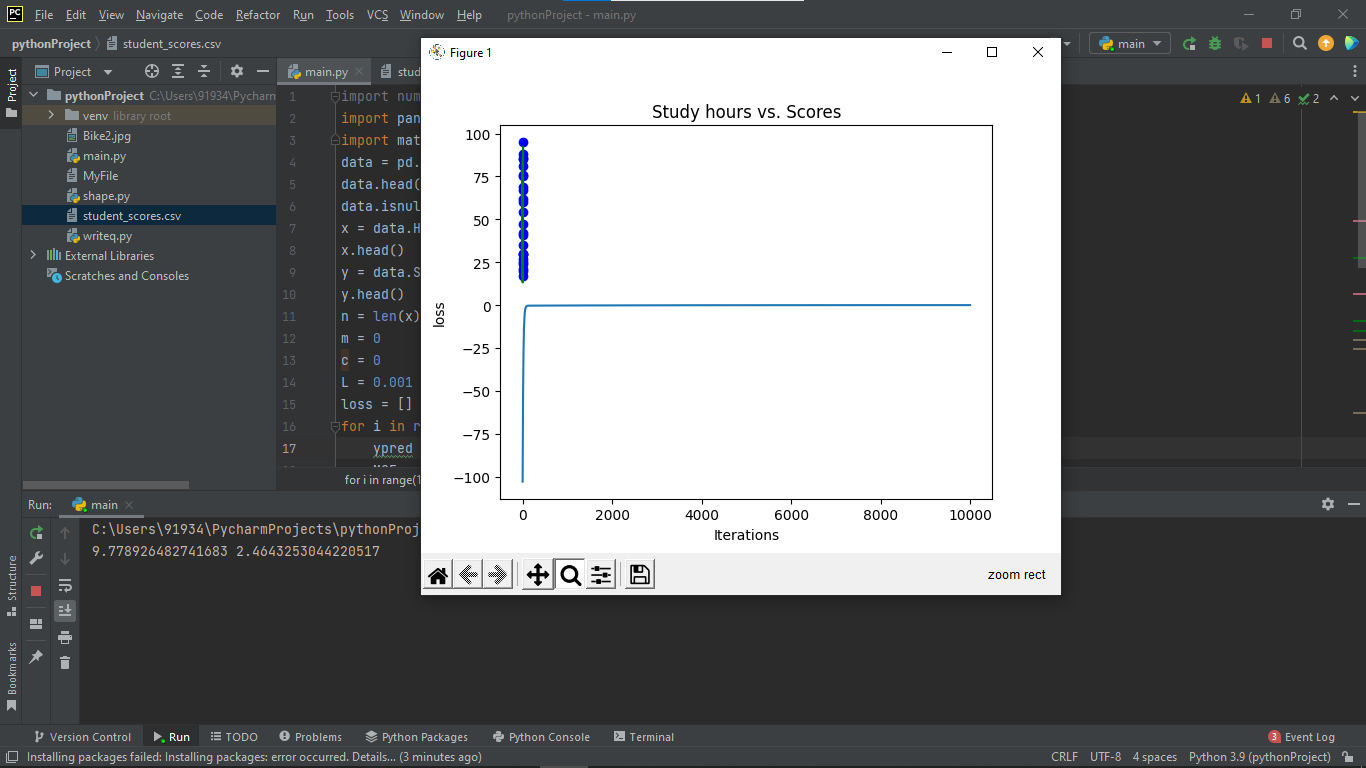 PC File Edit View Navigate Code Refactor Run Tools VCS Window Help pythonProject - main.py
pythonProject student_scores.csv main
Figure 1
Project
Project
main.py stud
1 6 2
pythonProject C:\Users\91934\Pycharm
venv library root
Bike2.jpg
main.py
MyFile
shape.py
student_scores.csv
writeq.py
External Libraries
Scratches and Consoles
1 import num
2 import pan
3 import mat
4 data = pd.
5 data.head(
6 data.isnul
7 x = data.H
8 x.head()
9 y = data.S
10 y.head()
11 n = len(x)
12 m = 0
13 c = 0
14 L = 0.001
15 loss = []
16 for i in r
17 ypred
for i in range(1
Study hours vs. Scores
100
75
50
25
0
−25
−50
−75
−100
loss
0 2000 4000 6000 8000 10000
Iterations
zoom rect
Run: main
C:\Users\91934\PycharmProjects\pythonProj
9.778926482741683 2.4643253044220517
Structure
Bookmarks
Version Control Run TODO Problems Python Packages Python Console Terminal 3 Event Log
Installing packages failed: Installing packages: error occurred. Details... (3 minutes ago) CRLF UTF-8 4 spaces Python 3.9 (pythonProject)